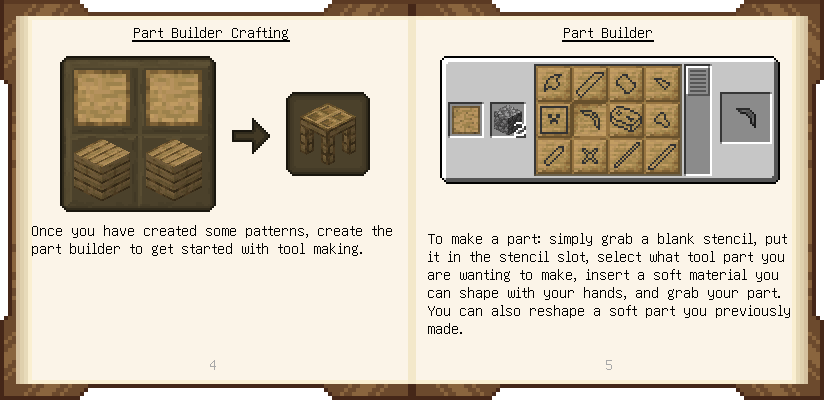 Part Builder Crafting
Once you have created some patterns, create the
part builder to get started with tool making.
4
Part Builder
2
To make a part: simply grab a blank stencil, put
it in the stencil slot, select what tool part you
are wanting to make, insert a soft material you
can shape with your hands, and grab your part.
You can also reshape a soft part you previously
made.
5